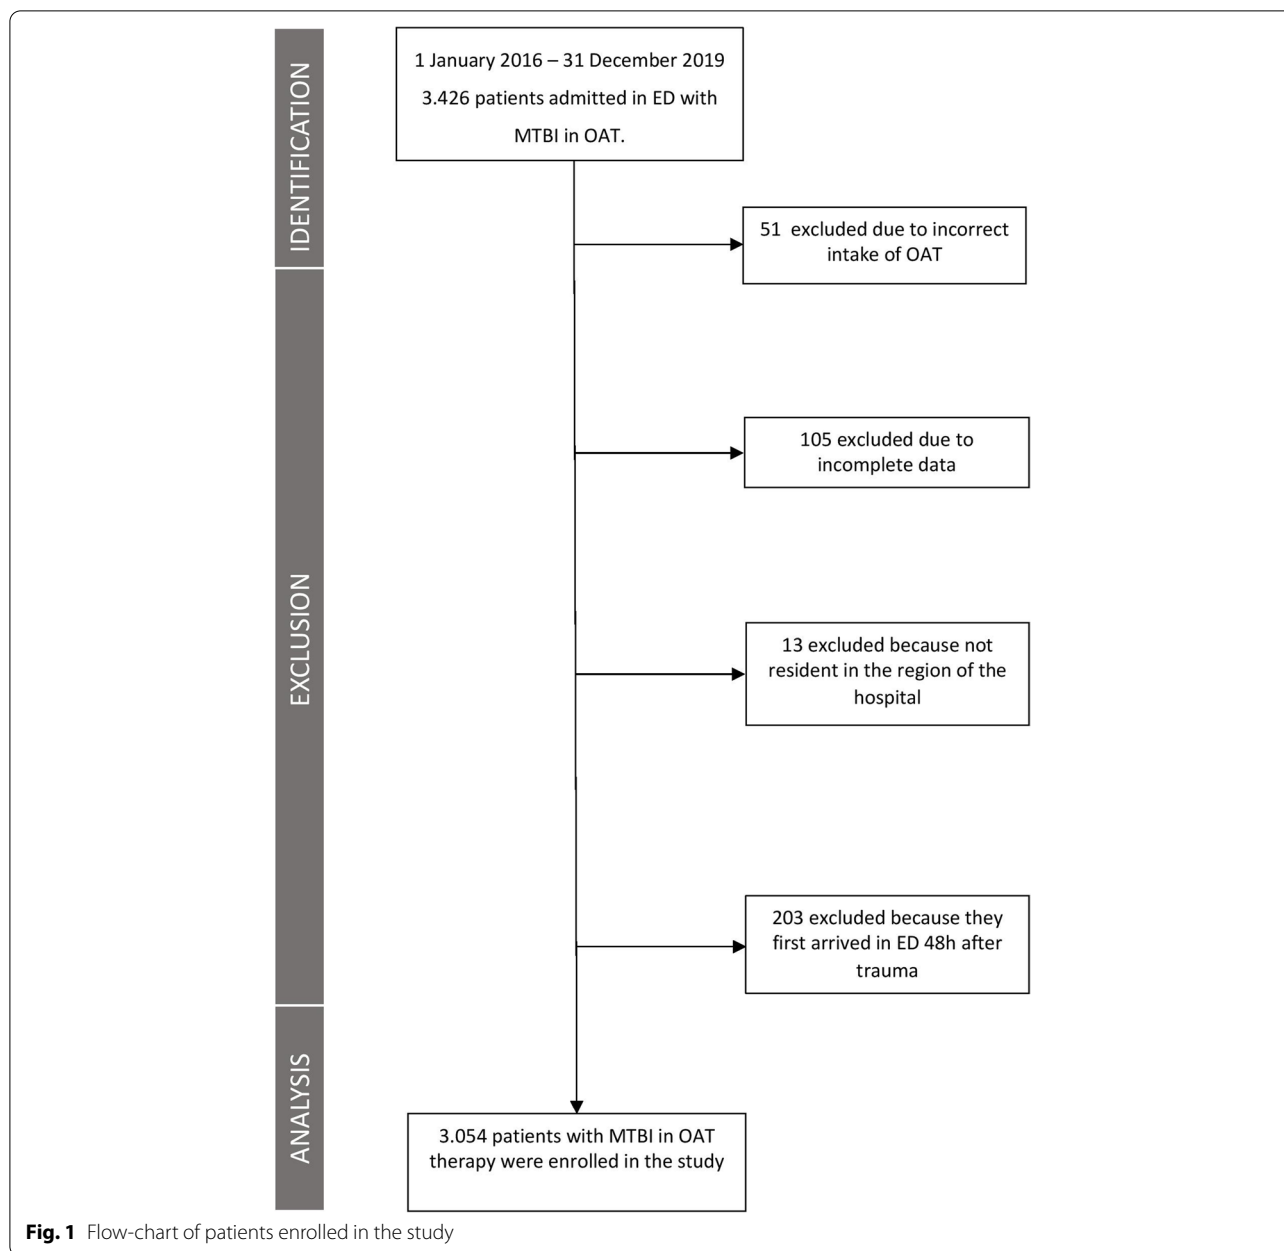 IDENTIFICATION
1 January 2016 – 31 December 2019
3.426 patients admitted in ED with
MTBI in OAT.
51 excluded due to incorrect
intake of OAT
EXCLUSION
105 excluded due to
incomplete data
13 excluded because not
resident in the region of the
hospital
203 excluded because they
first arrived in ED 48h after
trauma
ANALYSIS
3.054 patients with MTBI in OAT
therapy were enrolled in the study
Fig. 1 Flow-chart of patients enrolled in the study